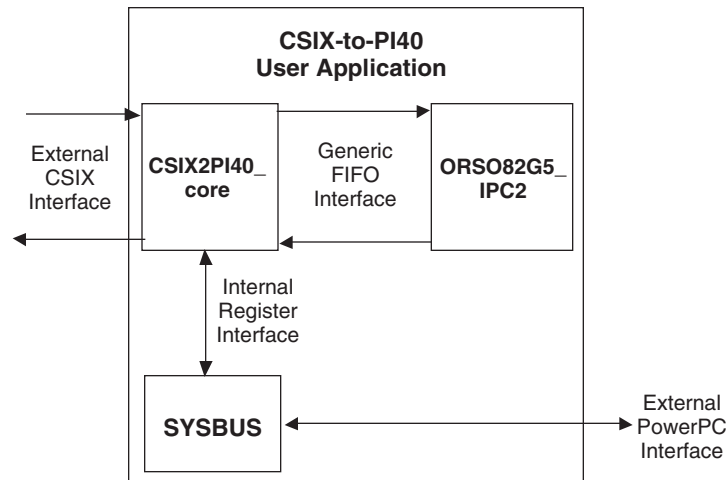 CSIX-to-PI40
User Application
External
CSIX
Interface
CSIX2PI40_
core
Generic
FIFO
Interface
ORSO82G5_
IPC2
Internal
Register
Interface
SYSBUS
External
PowerPC
Interface